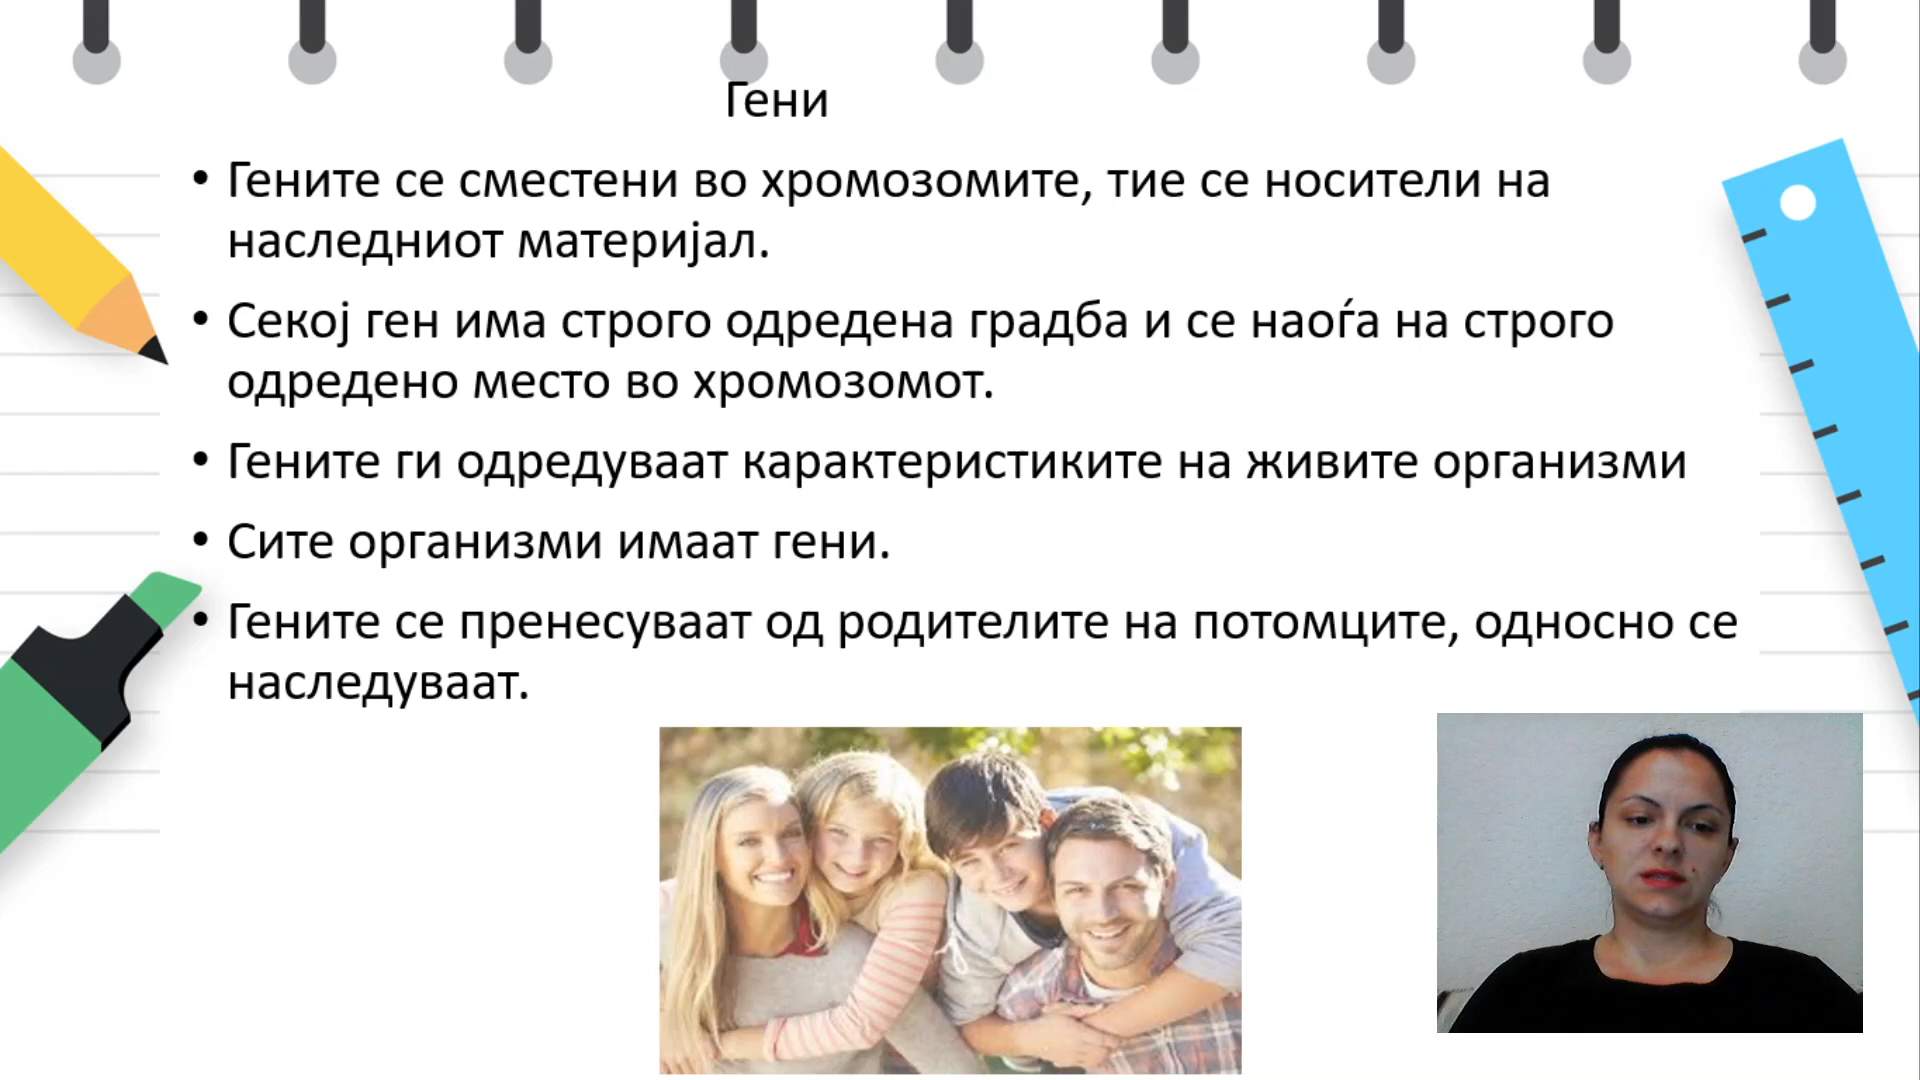 Гени
• Гените се сместени во хромозомите, тие се носители на
наследниот материјал.
• Секој ген има строго одредена градба и се наоѓа на строго
одредено место во хромозомот.
• Гените ги одредуваат карактеристиките на живите организми
• Сите организми имаат гени.
• Гените се пренесуваат од родителите на потомците, односно се
наследуваат.